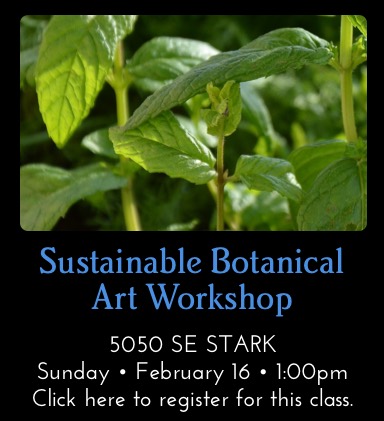 Sustainable Botanical
Art Workshop
5050 SE STARK
Sunday • February 16 • 1:00pm
Click here to register for this class.